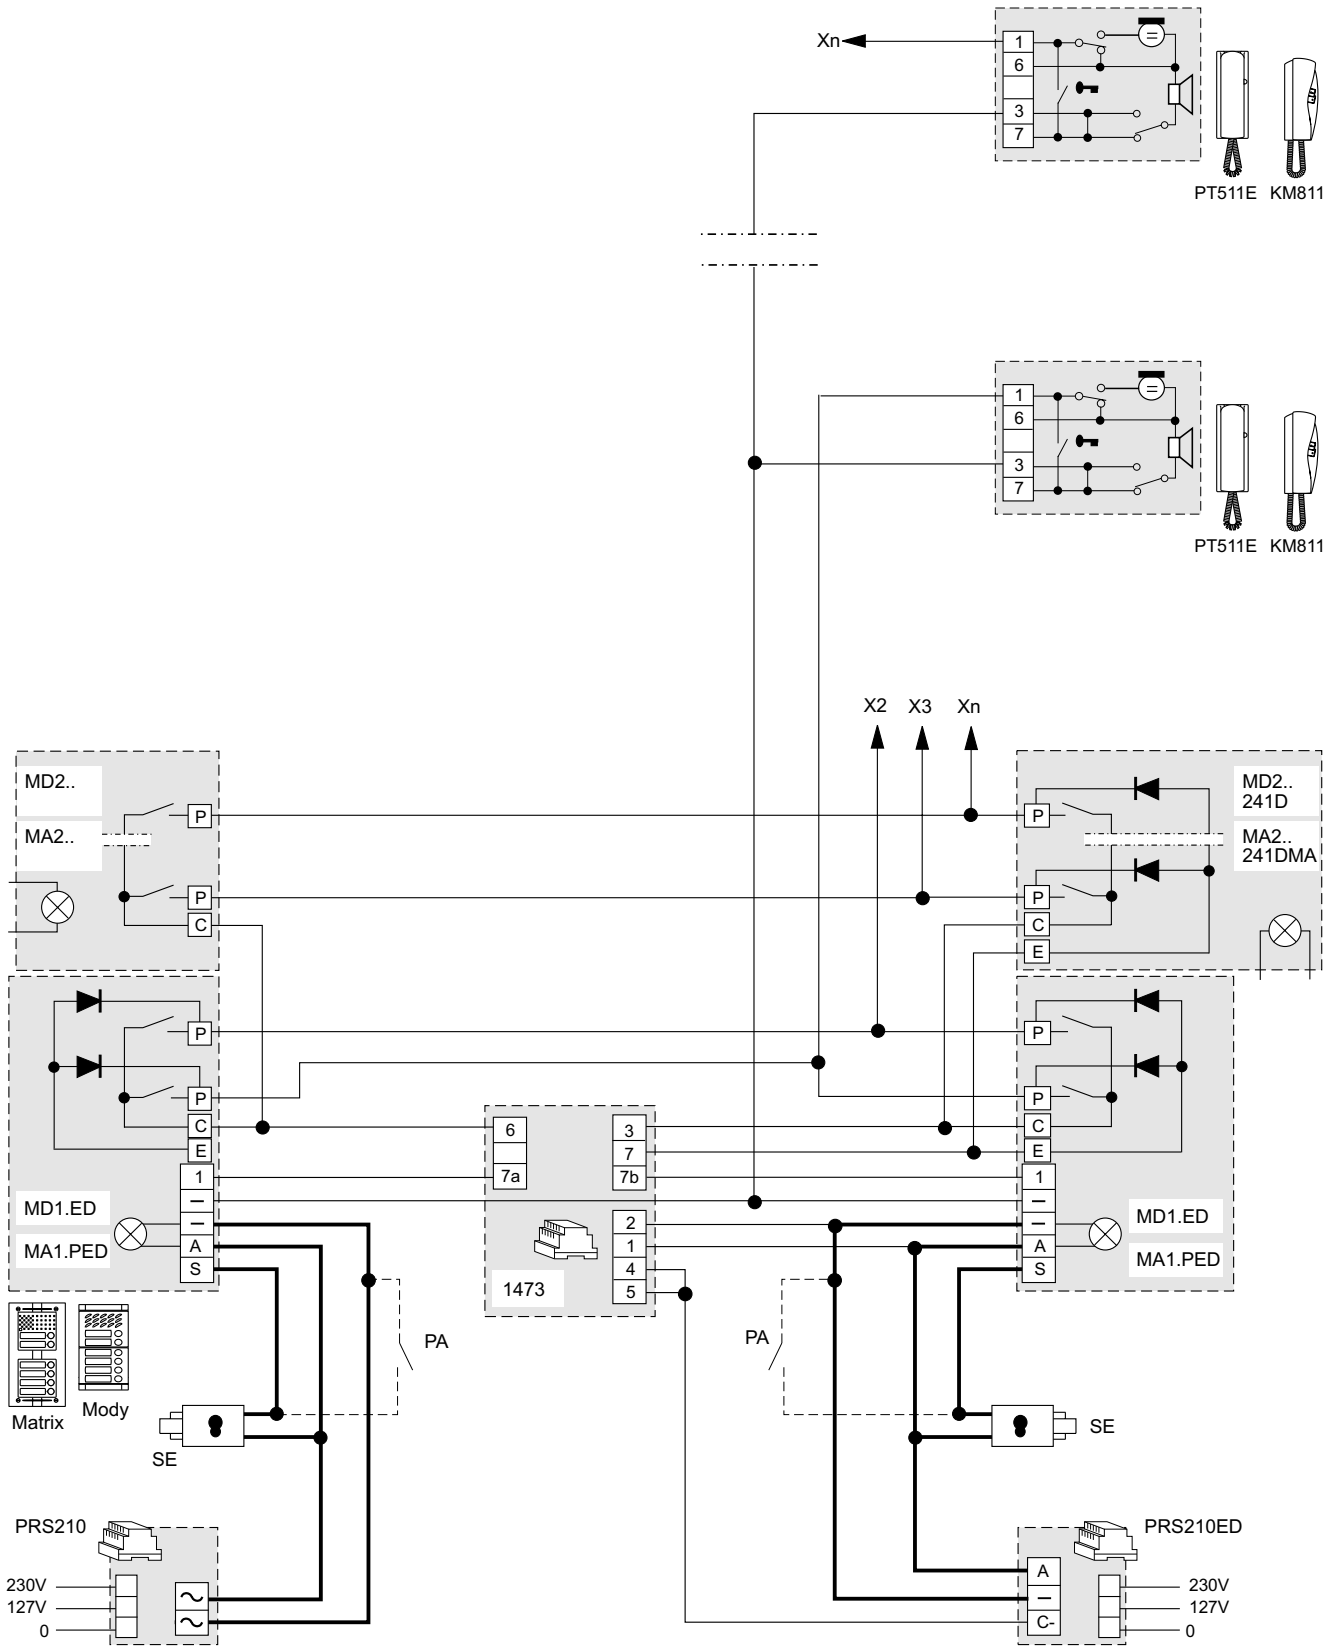 Xn
1
6
3
7
PT511E KM811
1
6
3
7
PT511E KM811
X2 X3 Xn
MD2..
MA2..
P
P
C
P
P
C
E
MD2..
241D
MA2..
241DMA
P
P
C
E
1
–
–
A
S
MD1.ED
MA1.PED
6
7a
3
7
7b
2
1
4
5
1473
P
P
C
E
1
–
–
A
S
MD1.ED
MA1.PED
PA
PA
Matrix
Mody
SE
SE
PRS210
230V
127V
0
~
~
PRS210ED
A
–
C-
230V
127V
0